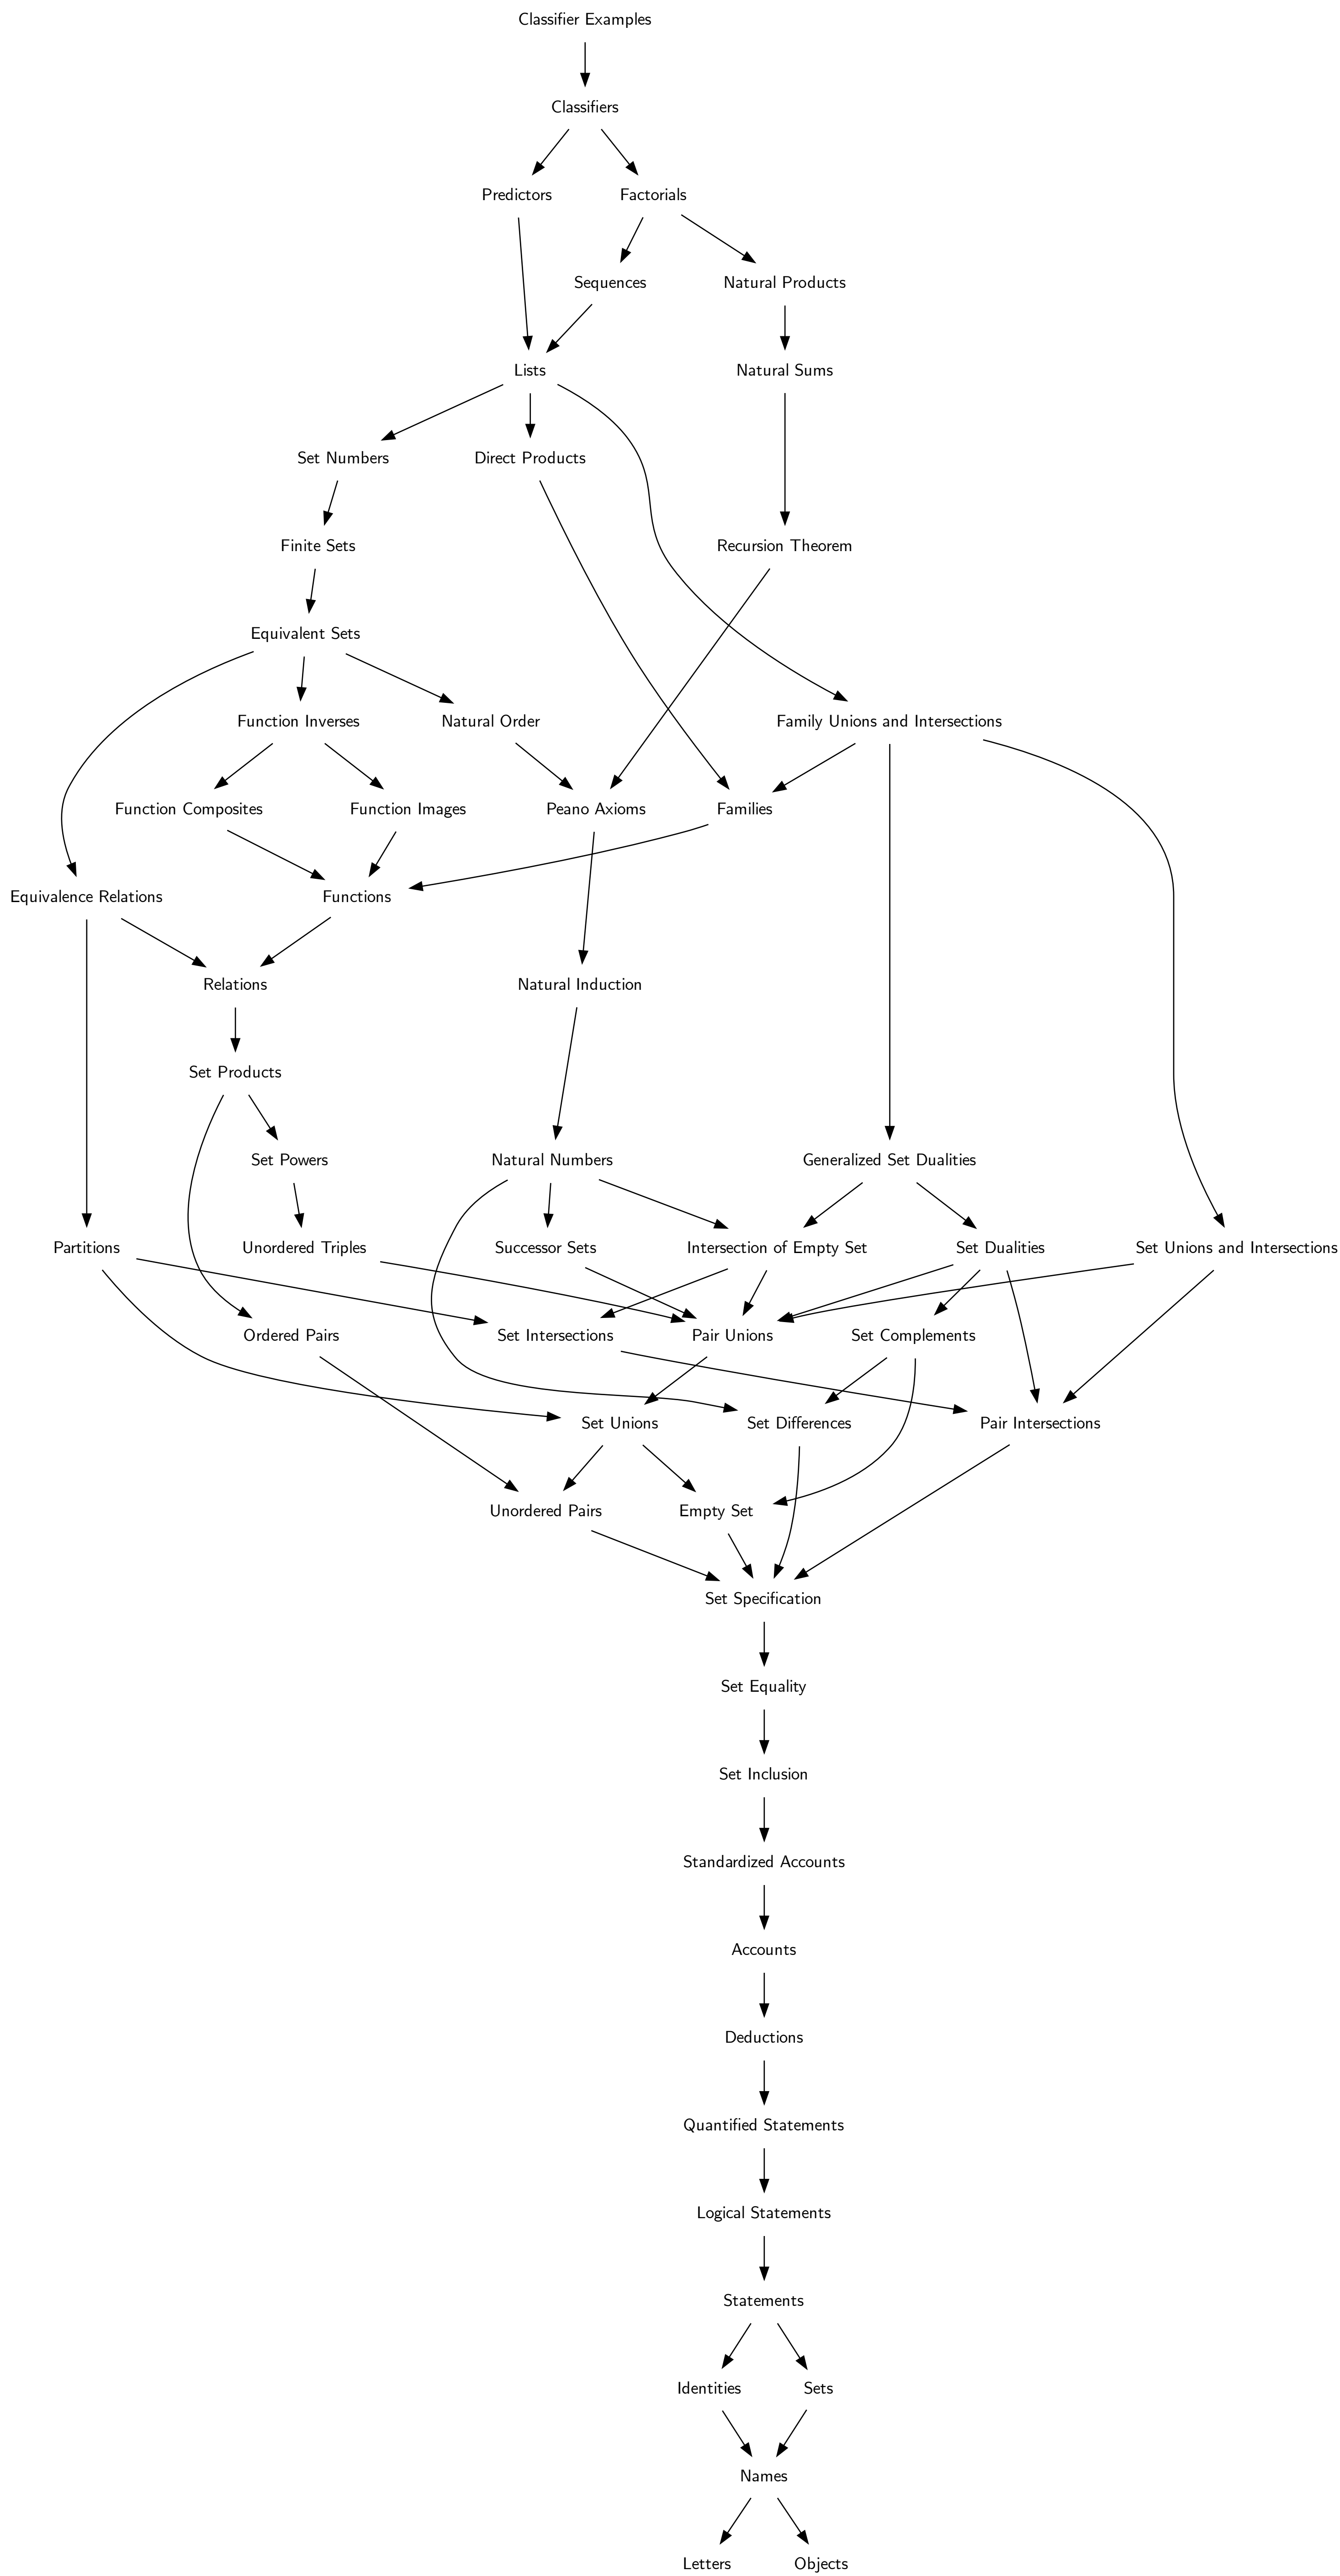 Classifier Examples
Classifiers
Predictors
Factorials
Sequences
Natural Products
Lists
Natural Sums
Set Numbers
Direct Products
Finite Sets
Recursion Theorem
Equivalent Sets
Function Inverses
Natural Order
Family Unions and Intersections
Function Composites
Function Images
Peano Axioms
Families
Equivalence Relations
Functions
Relations
Natural Induction
Set Products
Set Powers
Natural Numbers
Generalized Set Dualities
Partitions
Unordered Triples
Successor Sets
Intersection of Empty Set
Set Dualities
Set Unions and Intersections
Ordered Pairs
Set Intersections
Pair Unions
Set Complements
Set Unions
Set Differences
Pair Intersections
Unordered Pairs
Empty Set
Set Specification
Set Equality
Set Inclusion
Standardized Accounts
Accounts
Deductions
Quantified Statements
Logical Statements
Statements
Identities
Sets
Names
Letters
Objects